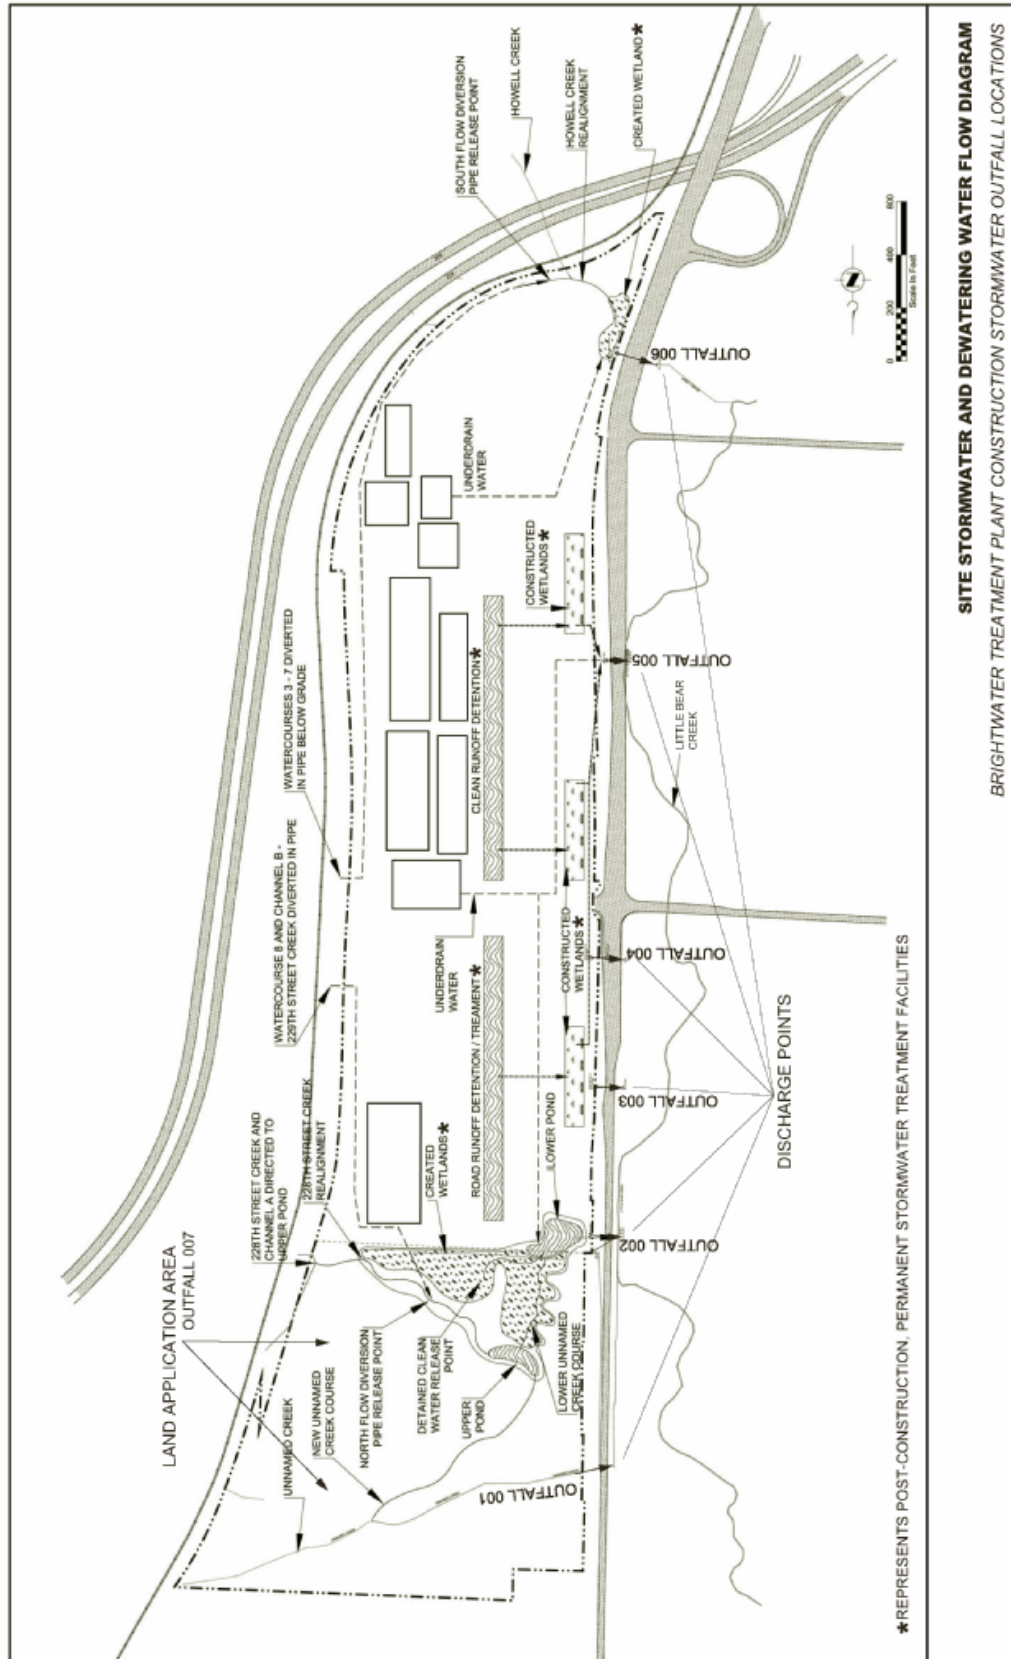 SITE STORMWATER AND DEWATERING WATER FLOW DIAGRAM
BRIGHTWATER TREATMENT PLANT CONSTRUCTION STORMWATER OUTFALL LOCATIONS
LAND APPLICATION AREA
OUTFALL 007
UNNAMED CREEK
NEW UNNAMED
CREEK COURSE
228TH STREET CREEK AND
CHANNEL A DIRECTED TO
UPPER POND
228TH STREET CREEK
REALIGNMENT
NORTH FLOW DIVERSION
PIPE RELEASE POINT
DETAINED CLEAN
WATER RELEASE
POINT
UPPER
POND
CREATED
WETLANDS*
LOWER UNNAMED
CREEK COURSE
LOWER POND
WATERCOURSE 8 AND CHANNEL B -
229TH STREET CREEK DIVERTED IN PIPE
WATERCOURSES 3 - 7 DIVERTED
IN PIPE BELOW GRADE
ROAD RUNOFF DETENTION / TREAMENT*
UNDERDRAIN
WATER
CLEAN RUNOFF DETENTION*
CONSTRUCTED
WETLANDS*
CONSTRUCTED
WETLANDS*
UNDERDRAIN
WATER
SOUTH FLOW DIVERSION
PIPE RELEASE POINT
HOWELL CREEK
HOWELL CREEK
REALIGNMENT
CREATED WETLAND*
OUTFALL 001
OUTFALL 002
OUTFALL 003
OUTFALL 004
OUTFALL 005
OUTFALL 006
LITTLE BEAR
CREEK
DISCHARGE POINTS
N
0 200 400 600
Scale In Feet
*REPRESENTS POST-CONSTRUCTION, PERMANENT STORMWATER TREATMENT FACILITIES